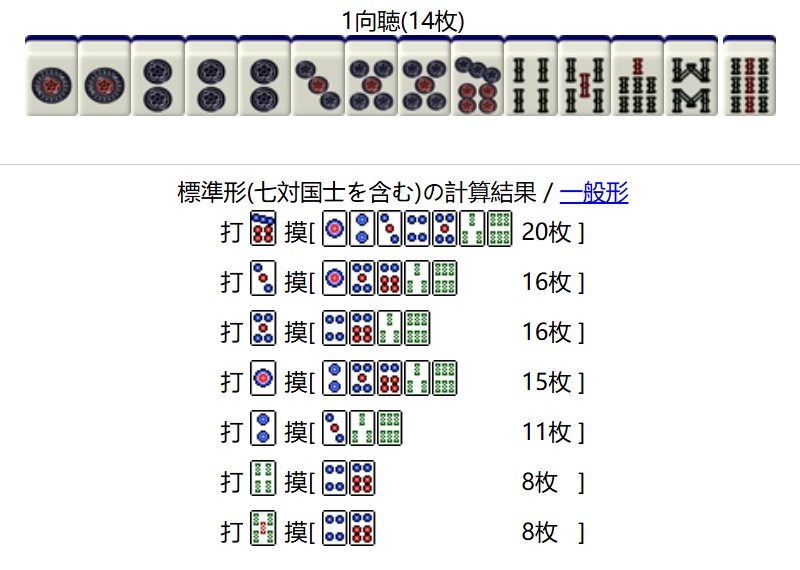 1向聴(14枚)
標準形(七対国士を含む)の計算結果 / 一般形
打 摸[ 20枚 ]
打 摸[ 16枚 ]
打 摸[ 16枚 ]
打 摸[ 15枚 ]
打 摸[ 11枚 ]
打 摸[ 8枚 ]
打 摸[ 8枚 ]